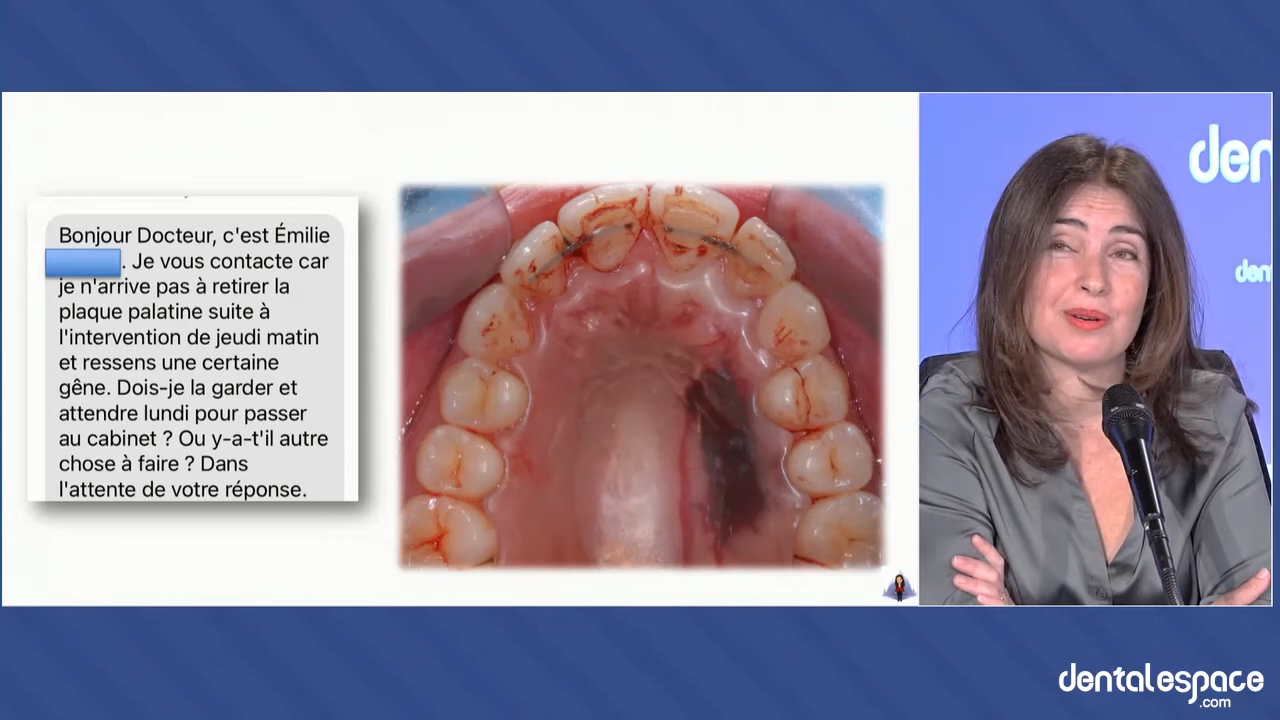 Bonjour Docteur, c'est Émilie
. Je vous contacte car
je n'arrive pas à retirer la
plaque palatine suite à
l'intervention de jeudi matin
et ressens une certaine
gêne. Dois-je la garder et
attendre lundi pour passer
au cabinet ? Ou y-a-t'il autre
chose à faire ? Dans
l'attente de votre réponse.
den
den
dentalespace
.com